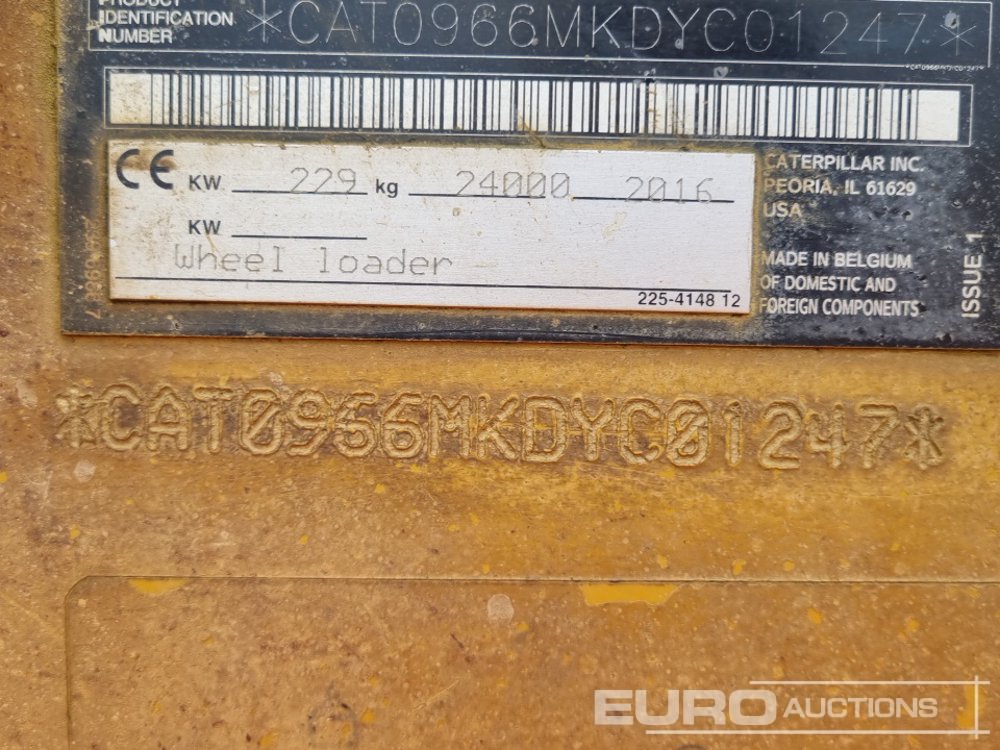 PRODUCT
IDENTIFICATION
NUMBER
*CAT0966MKDYC01247*
CE KW 229 kg 24000 2016
KW
Wheel loader
225-4148 12
CATERPILLAR INC.
PEORIA, IL 61629
USA
MADE IN BELGIUM
OF DOMESTIC AND
FOREIGN COMPONENTS
ISSUE 1
*CAT0966MKDYC01247*
EURO AUCTIONS